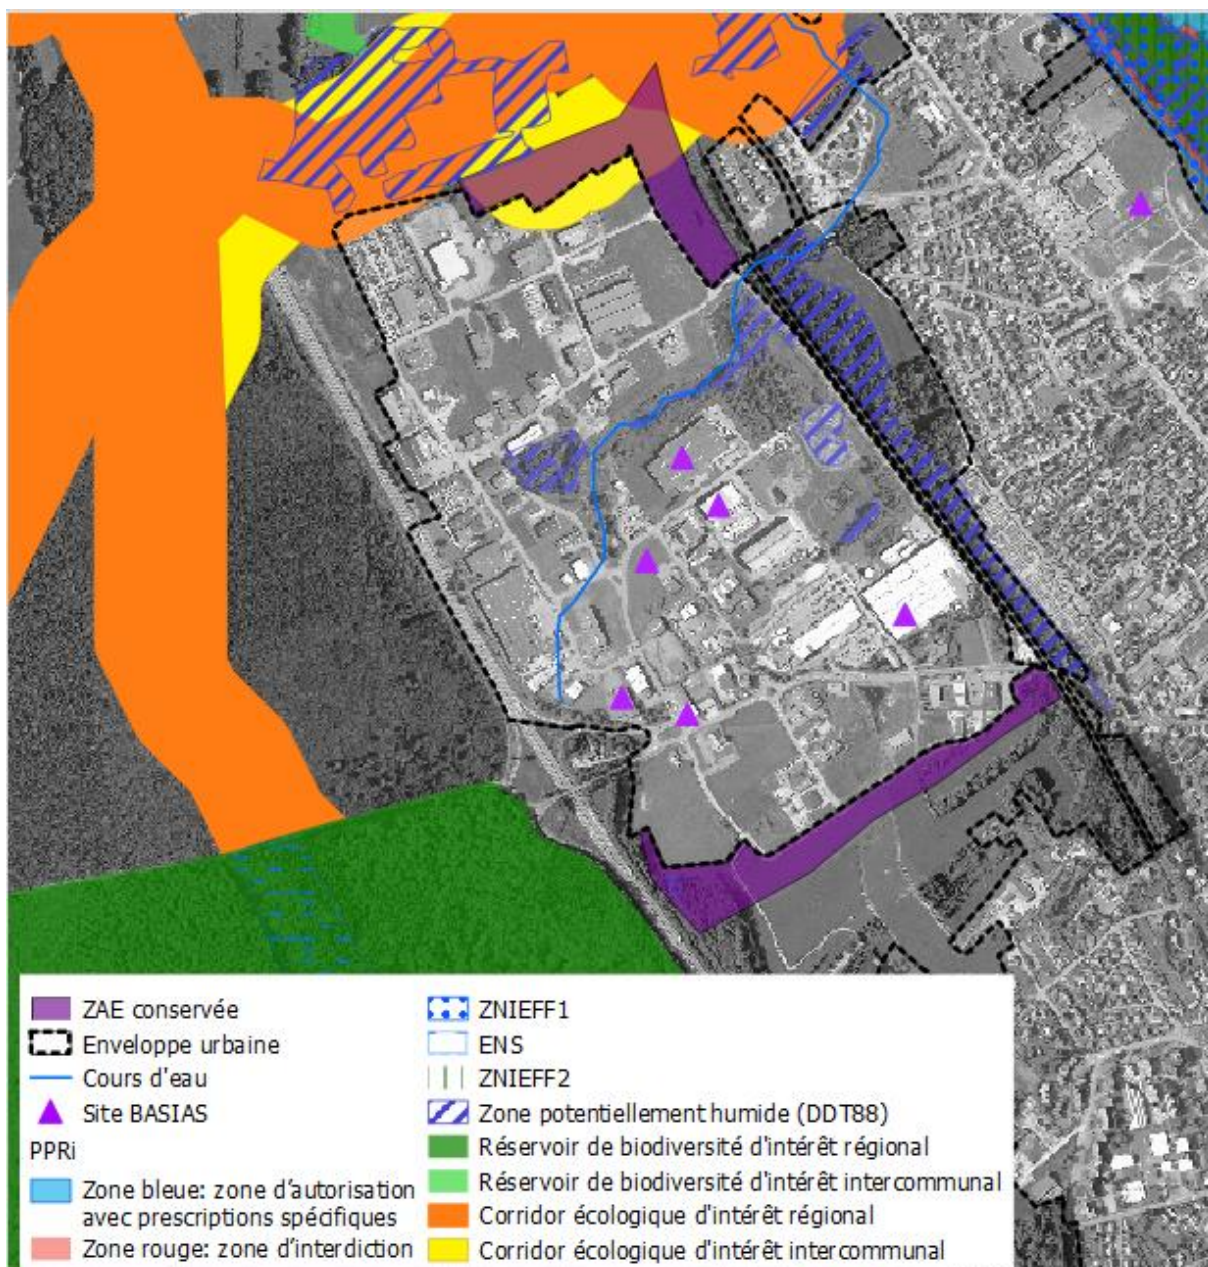 ZAE conservée
Enveloppe urbaine
Cours d'eau
Site BASIAS
PPRi
Zone bleue: zone d'autorisation
avec prescriptions spécifiques
Zone rouge: zone d'interdiction
ZNIEFF1
ENS
ZNIEFF2
Zone potentiellement humide (DDT88)
Réservoir de biodiversité d'intérêt régional
Réservoir de biodiversité d'intérêt intercommunal
Corridor écologique d'intérêt régional
Corridor écologique d'intérêt intercommunal